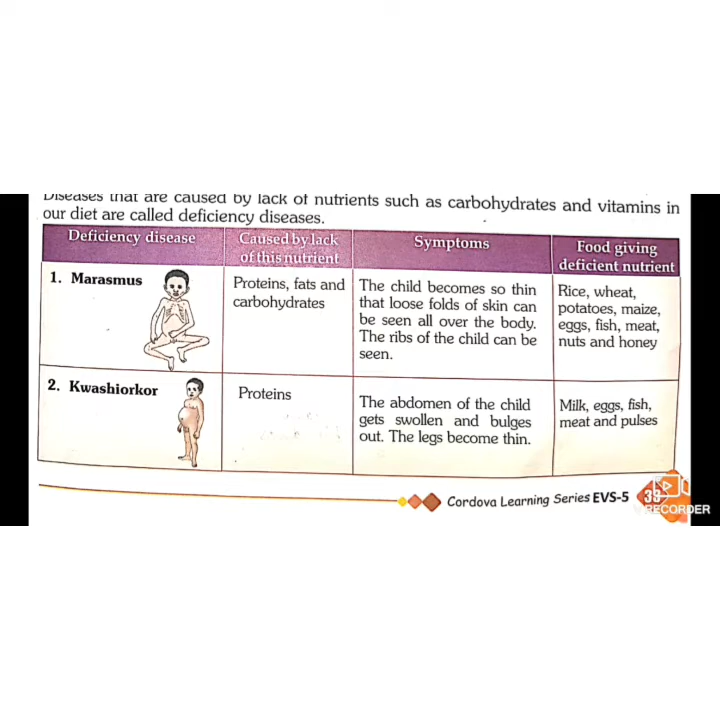 Diseases that are caused by lack of nutrients such as carbohydrates and vitamins in
our diet are called deficiency diseases.
Deficiency disease
Caused by lack
of this nutrient
Symptoms
Food giving
deficient nutrient
1. Marasmus
Proteins, fats and
carbohydrates
The child becomes so thin
that loose folds of skin can
be seen all over the body.
The ribs of the child can be
seen.
Rice, wheat,
potatoes, maize,
eggs, fish, meat,
nuts and honey
2. Kwashiorkor
Proteins
The abdomen of the child
gets swollen and bulges
out. The legs become thin.
Milk, eggs, fish,
meat and pulses
Cordova Learning Series EVS-5
RECORDER